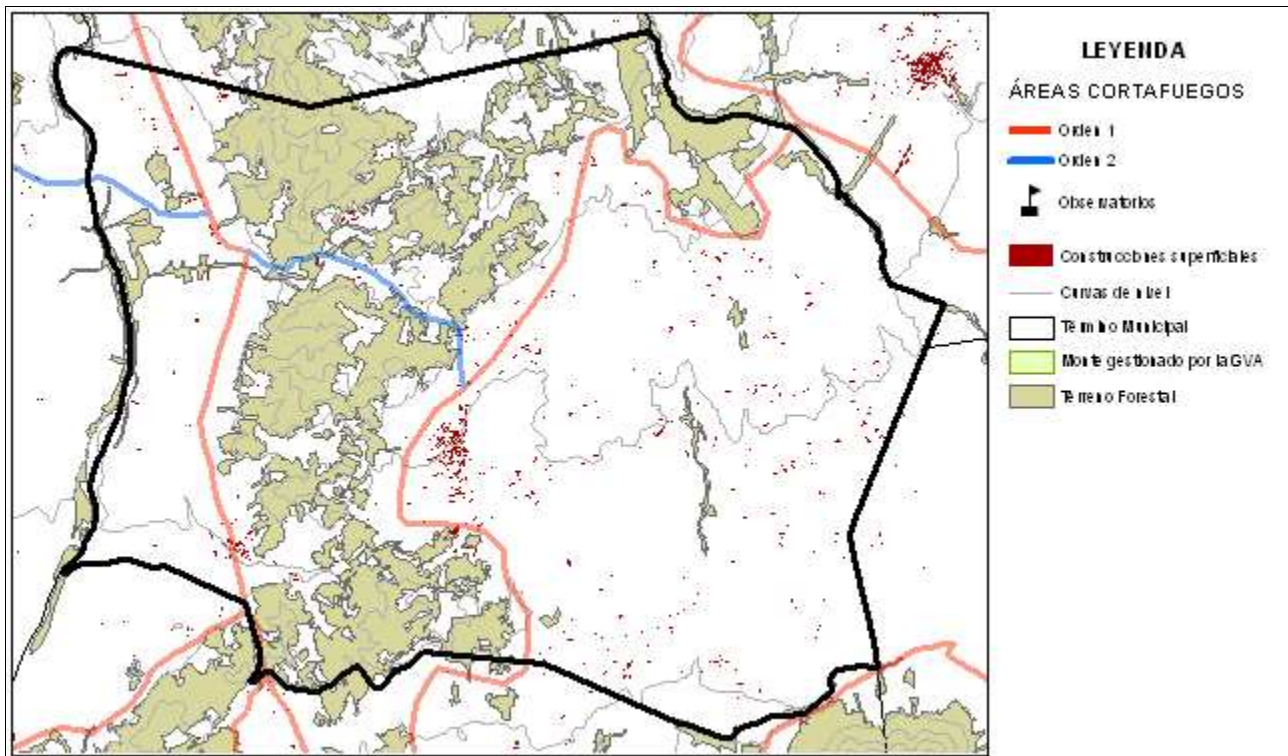 LEYENDA
ÁREAS CORTAFUEGOS
Orden 1
Orden 2
Observatorios
Construcciones superficiales
Curvas de nivel
Término Municipal
Monte gestionado por la GVA
Terreno Forestal